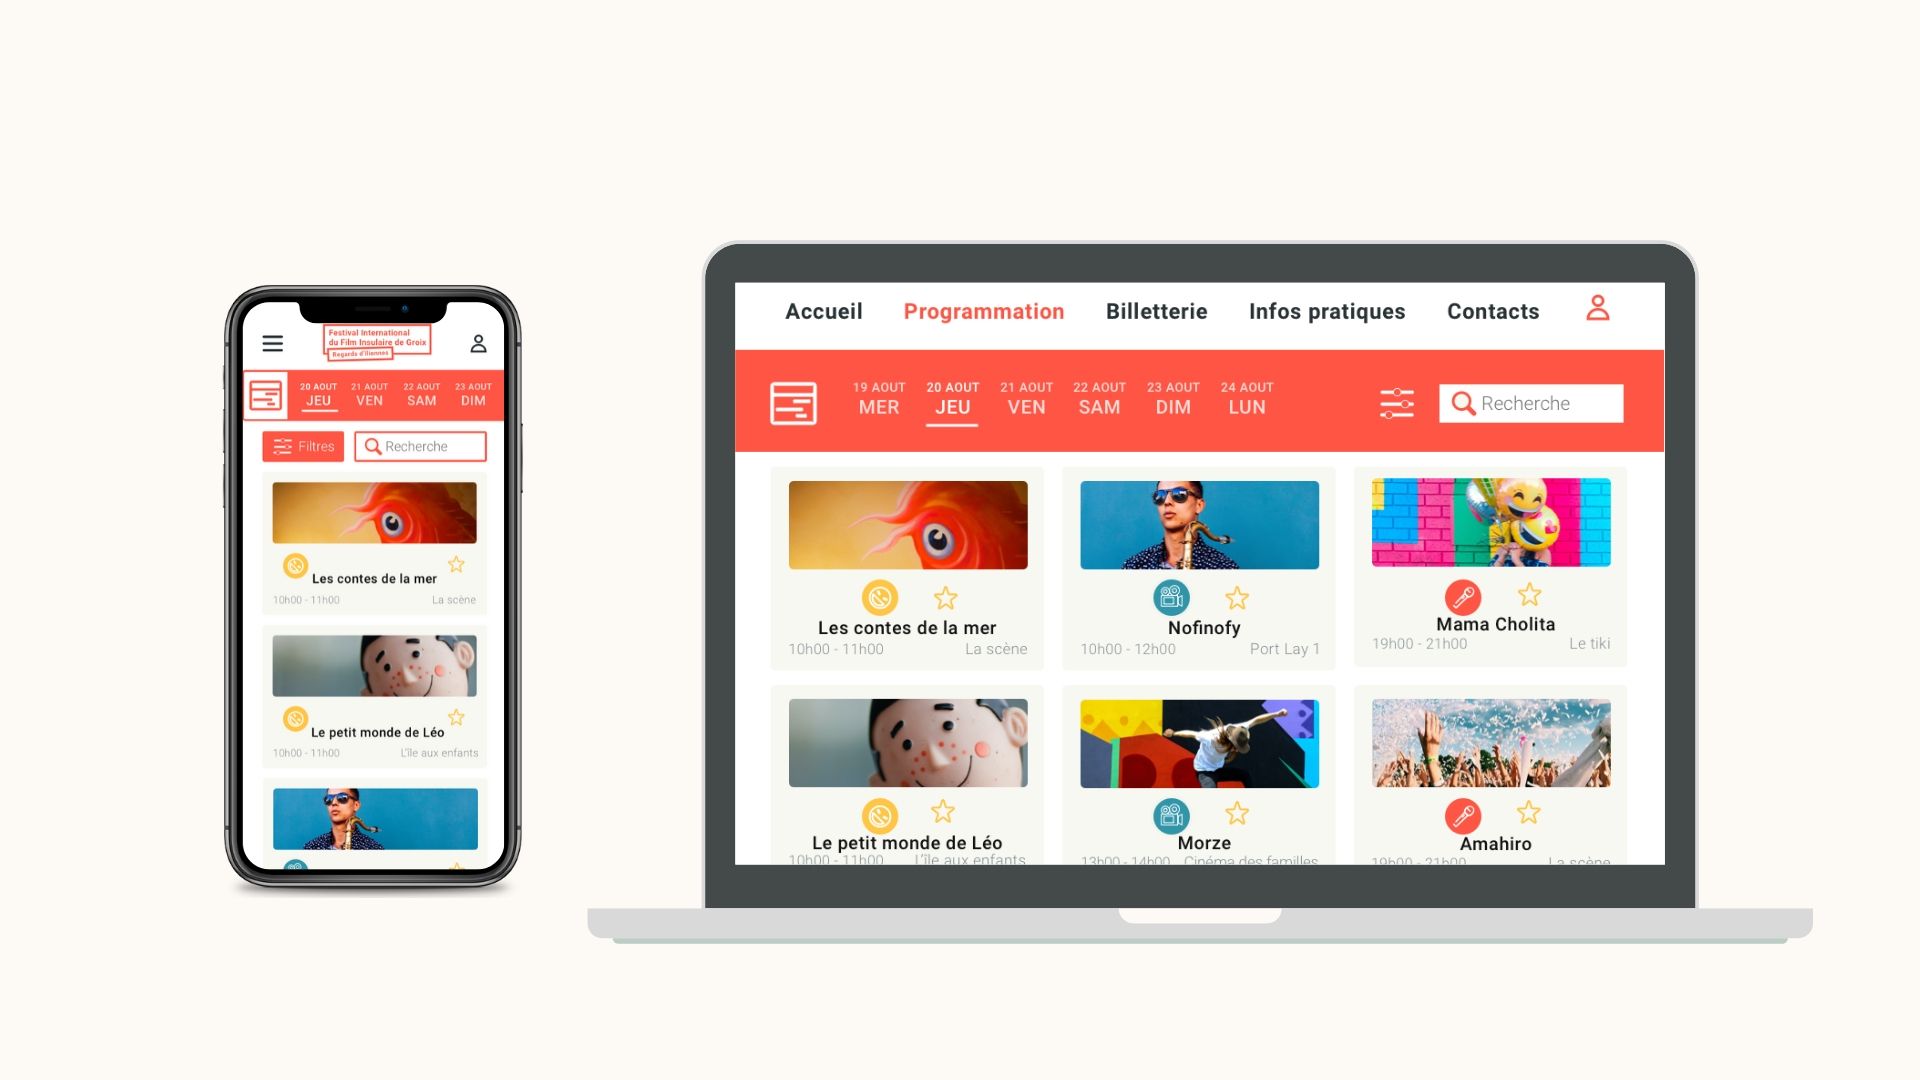 Festival International
du Film Insulaire de Groix
Regards d'îliennes
20 AOUT 21 AOUT 22 AOUT 23 AOUT
JEU VEN SAM DIM
Filtres Recherche
Les contes de la mer
10h00 - 11h00 La scène
Le petit monde de Léo
10h00 - 11h00 L'île aux enfants
Accueil Programmation Billetterie Infos pratiques Contacts
19 AOUT 20 AOUT 21 AOUT 22 AOUT 23 AOUT 24 AOUT
MER JEU VEN SAM DIM LUN
Recherche
Les contes de la mer
10h00 - 11h00 La scène
Nofinofy
10h00 - 12h00 Port Lay 1
Mama Cholita
19h00 - 21h00 Le tiki
Le petit monde de Léo
10h00 - 11h00 L'île aux enfants
Morze
13h00 - 14h00 Cinéma des familles
Amahiro
19h00 - 21h00 La scène